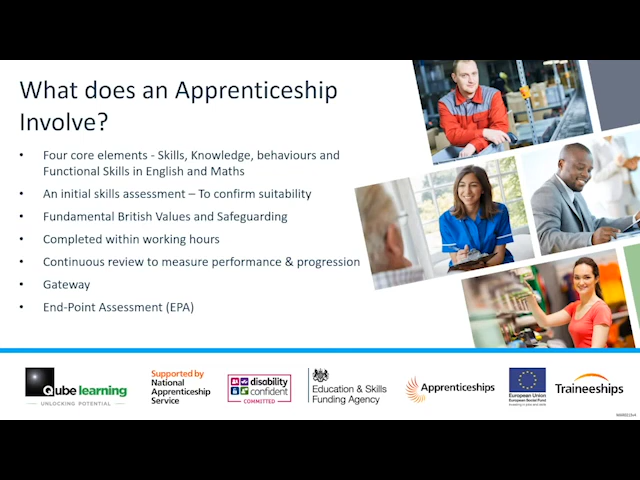 What does an Apprenticeship
Involve?
• Four core elements - Skills, Knowledge, behaviours and
Functional Skills in English and Maths
• An initial skills assessment – To confirm suitability
• Fundamental British Values and Safeguarding
• Completed within working hours
• Continuous review to measure performance & progression
• Gateway
• End-Point Assessment (EPA)
Qube learning
UNLOCKING POTENTIAL
Supported by
National
Apprenticeship
Service
disability
confident
COMMITTED
Education & Skills
Funding Agency
Apprenticeships
European Union
European Social Fund
Traineeships